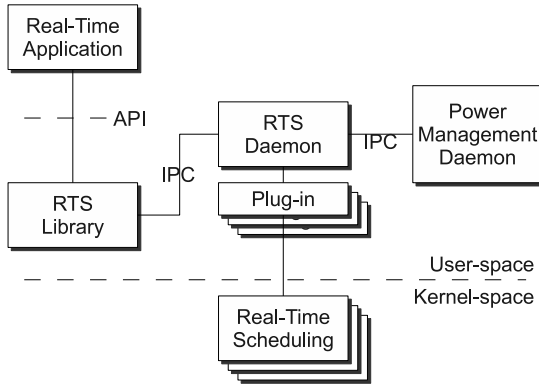 Real-Time
Application
API
RTS
Daemon
Power
Management
Daemon
IPC
IPC
RTS
Library
Plug-in
User-space
Kernel-space
Real-Time
Scheduling